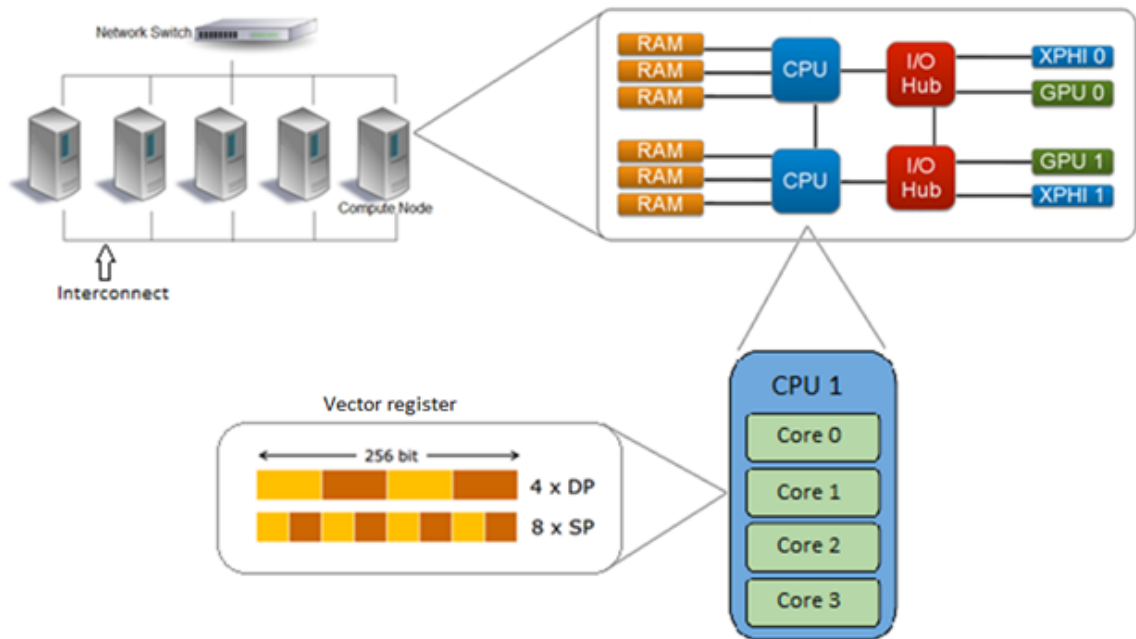 Network Switch
Compute Node
Interconnect
RAM
RAM
RAM
CPU
I/O
Hub
XPHI 0
GPU 0
RAM
RAM
RAM
CPU
I/O
Hub
GPU 1
XPHI 1
Vector register
256 bit
4 x DP
8 x SP
CPU 1
Core 0
Core 1
Core 2
Core 3